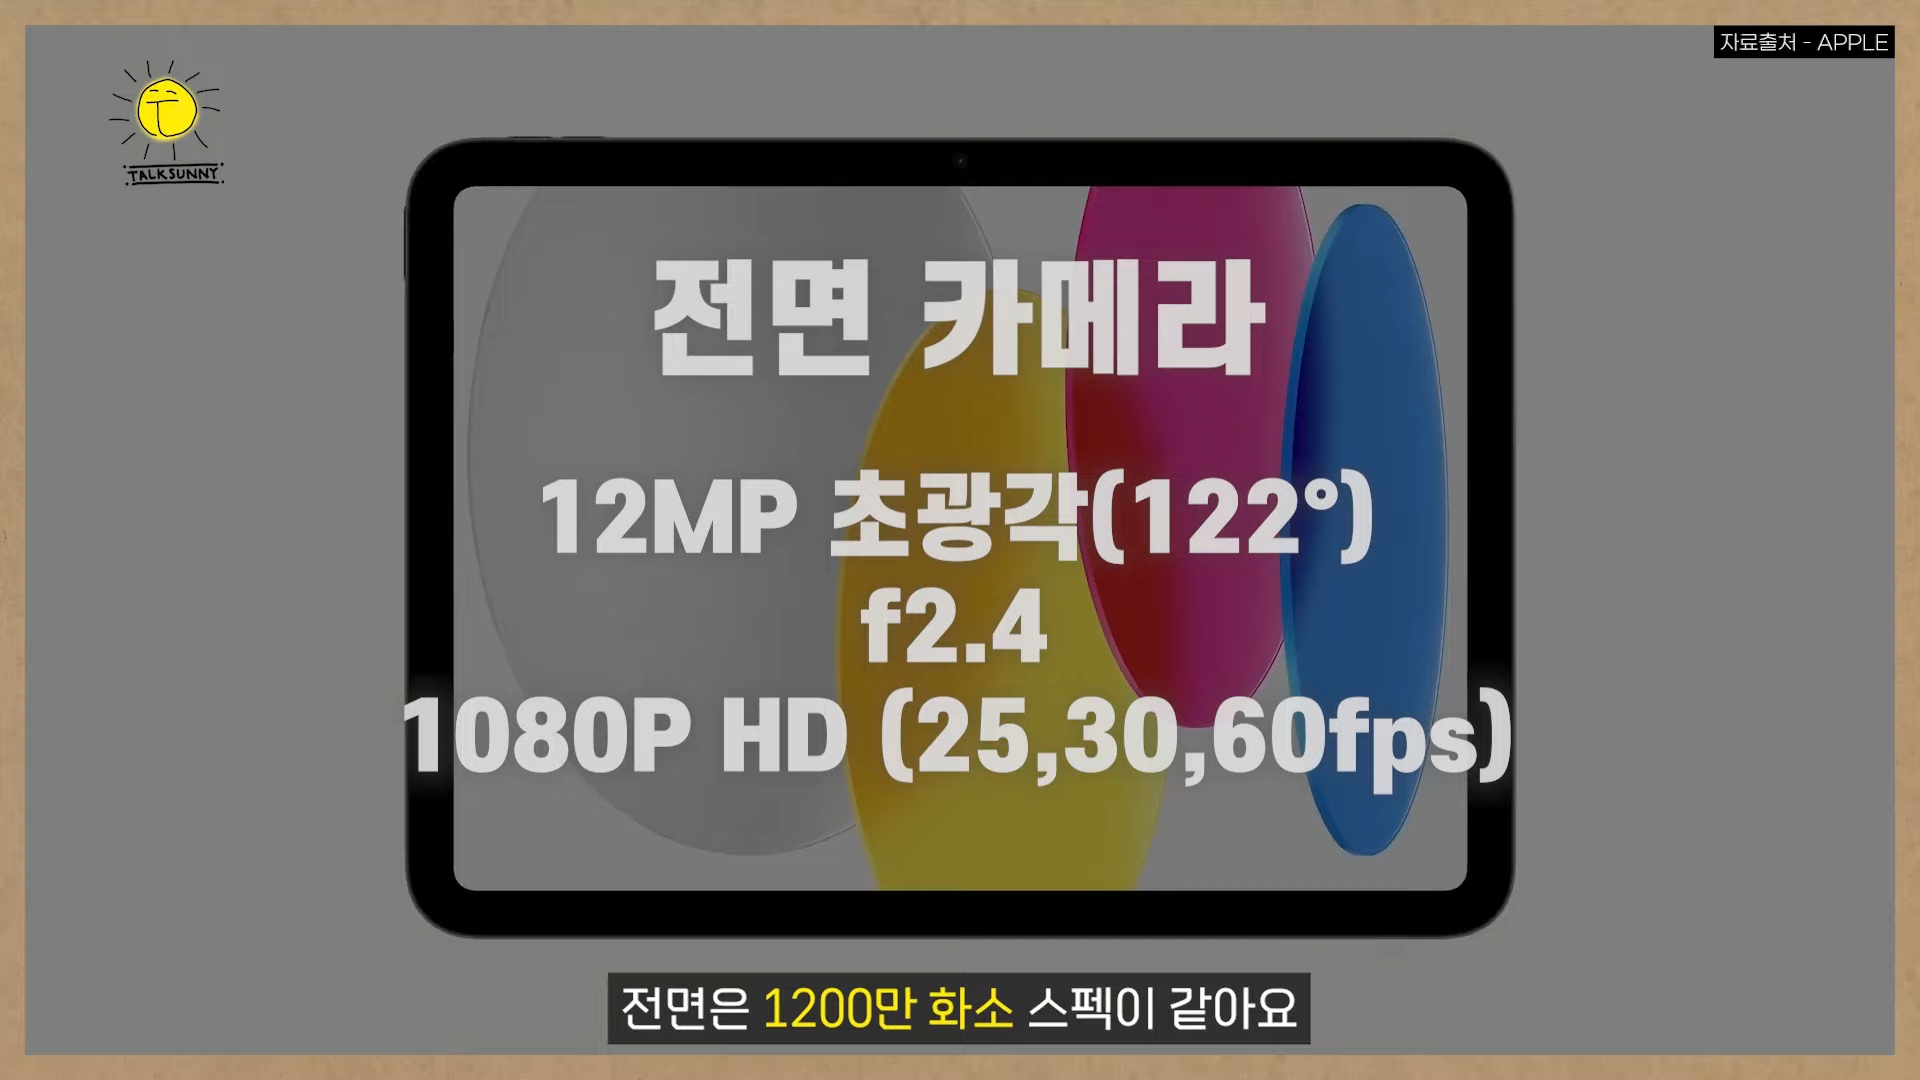 자료출처 - APPLE
TALKSUNNY
전면 카메라
12MP 초광각(122°)
f2.4
1080P HD (25,30,60fps)
전면은 1200만 화소 스펙이 같아요